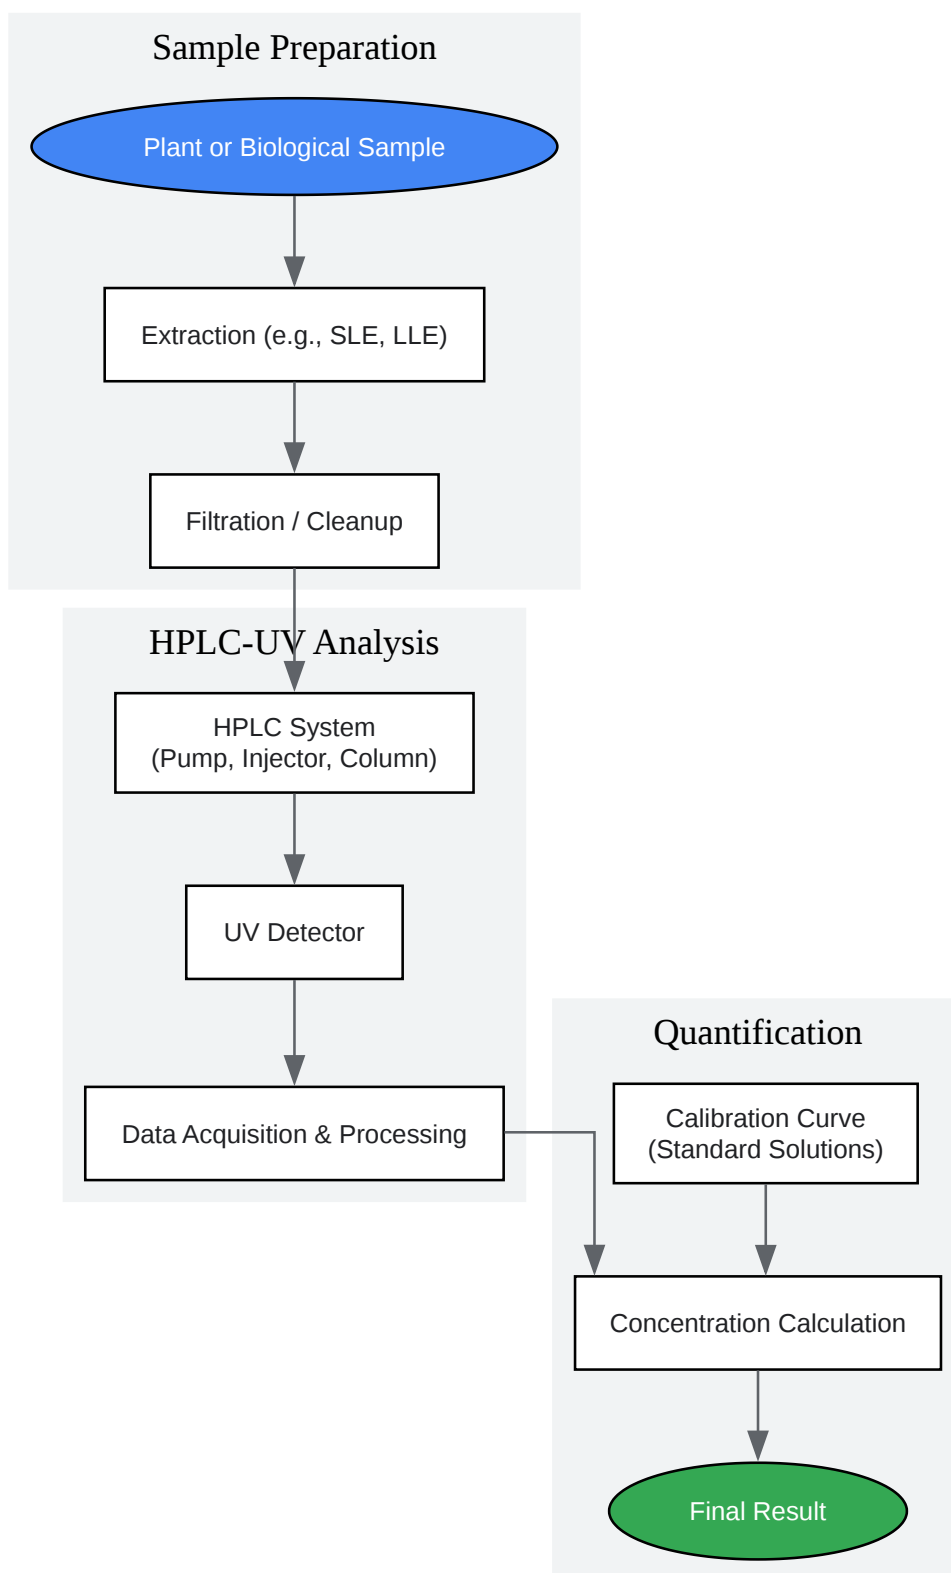 Sample Preparation
Plant or Biological Sample
Extraction (e.g., SLE, LLE)
Filtration / Cleanup
HPLC-UV Analysis
HPLC System
(Pump, Injector, Column)
UV Detector
Data Acquisition & Processing
Quantification
Calibration Curve
(Standard Solutions)
Concentration Calculation
Final Result